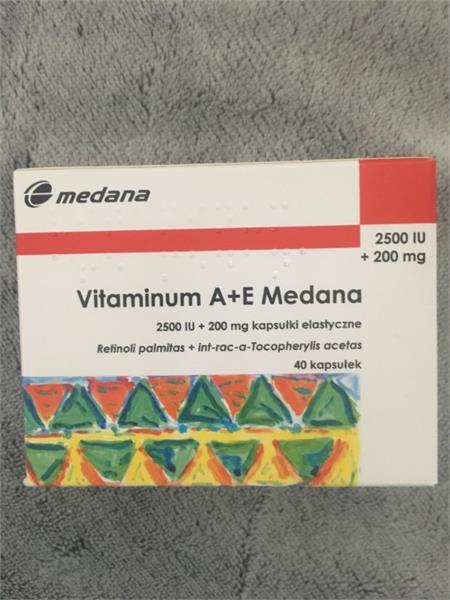 medana
2500 IU
+ 200 mg
Vitaminum A+E Medana
2500 IU + 200 mg kapsułki elastyczne
Retinoli palmitas + int-rac-α-Tocopherylis acetas
40 kapsułek